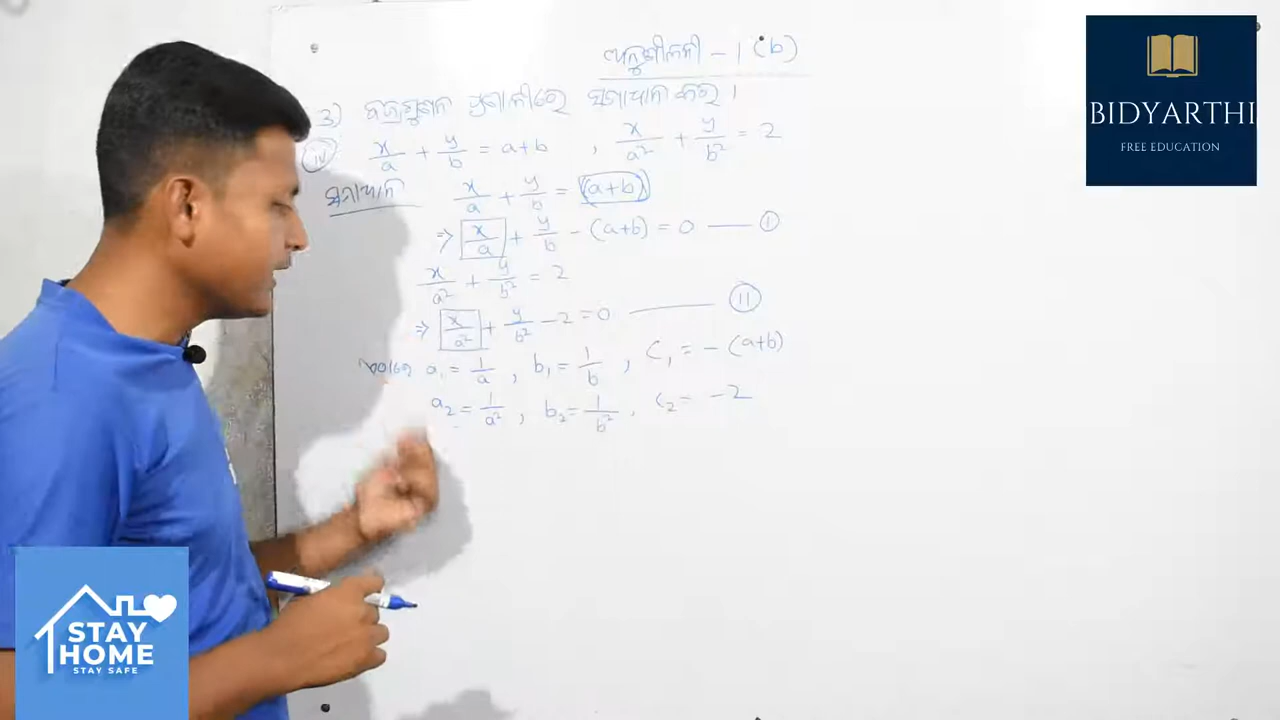 ଅନୁଶୀଳନୀ – 1 (b)
3) ବଜ୍ରଗୁଣନ ପ୍ରଣାଳୀରେ ସମାଧାନ କର ।
(iv) x/a + y/b = a+b , x/a² + y/b² = 2
ସମାଧାନ x/a + y/b = (a+b)
⇒ x/a + y/b – (a+b) = 0 —— (I)
x/a² + y/b² = 2
⇒ x/a² + y/b² – 2 = 0 —— (II)
ଏଠାରେ a₁ = 1/a , b₁ = 1/b , C₁ = – (a+b)
a₂ = 1/a² , b₂ = 1/b² , C₂ = –2
BIDYARTHI
FREE EDUCATION
STAY
HOME
STAY SAFE